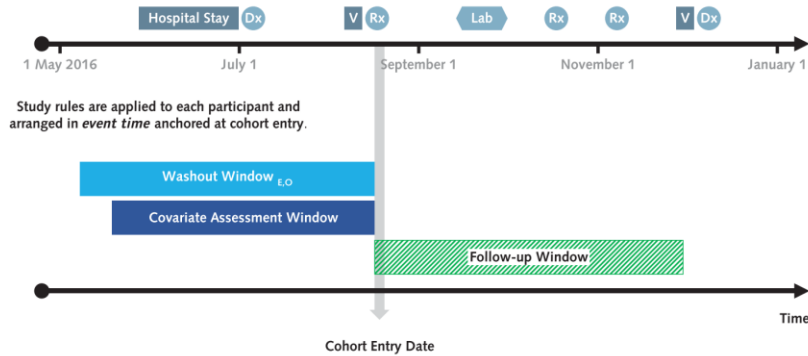 Hospital Stay Dx V Rx Lab Rx Rx V Dx
1 May 2016 July 1 September 1 November 1 January 1
Study rules are applied to each participant and
arranged in event time anchored at cohort entry.
Washout Window E,O
Covariate Assessment Window
Follow-up Window
Time
Cohort Entry Date